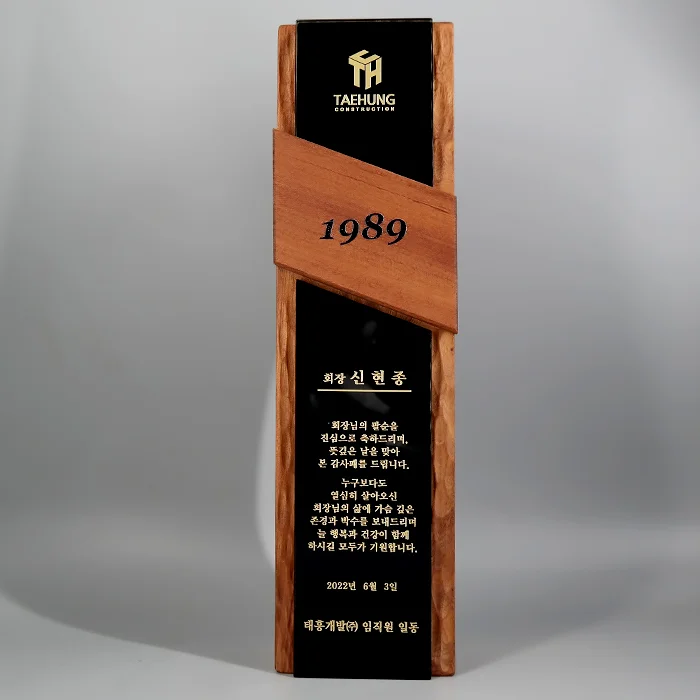 TH
TAEHUNG
CONSTRUCTION
1989
회장 신현종
회장님의 팔순을
진심으로 축하드리며,
뜻깊은 날을 맞아
본 감사패를 드립니다.
누구보다도
열심히 살아오신
회장님의 삶에 가슴 깊은
존경과 박수를 보내드리며
늘 행복과 건강이 함께
하시길 모두가 기원합니다.
2022년 6월 3일
태흥개발㈜ 임직원 일동